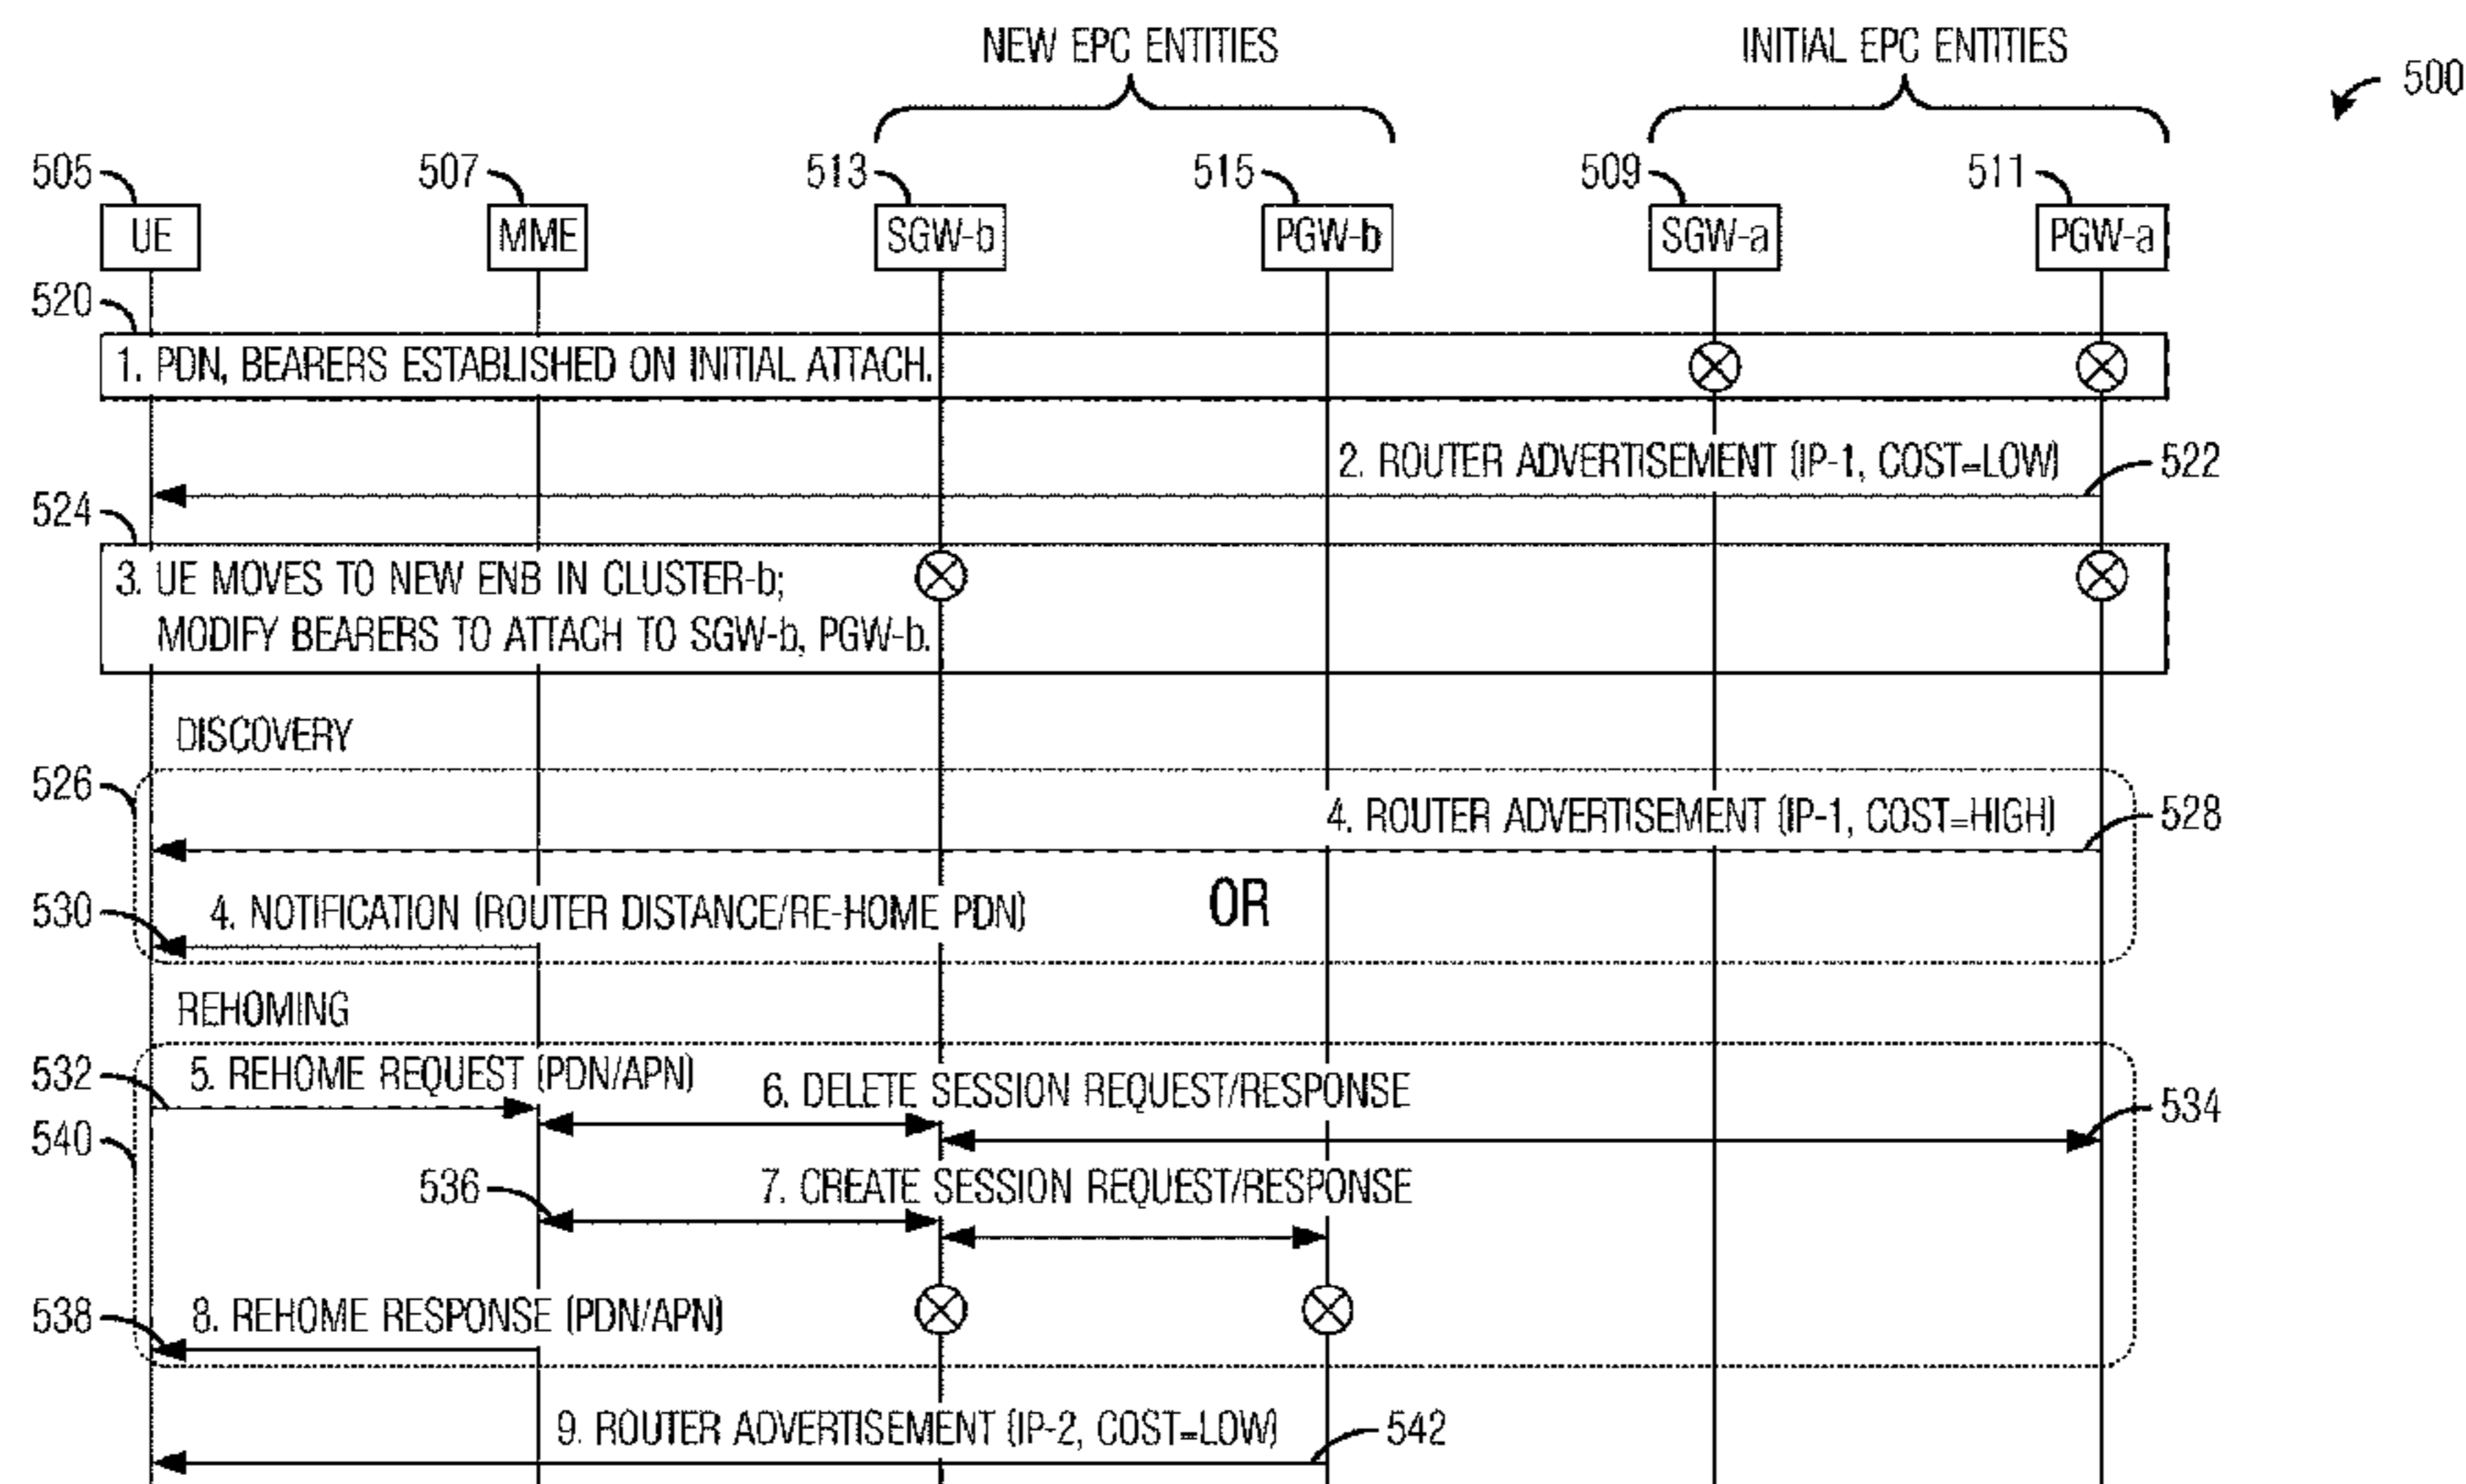 NEW EPC ENTITIES
INITIAL EPC ENTITIES
500
505
507
513
515
509
511
UE
MME
SGW-b
PGW-b
SGW-a
PGW-a
520
1. PDN, BEARERS ESTABLISHED ON INITIAL ATTACH.
2. ROUTER ADVERTISEMENT (IP-1, COST=LOW)
522
524
3. UE MOVES TO NEW ENB IN CLUSTER-b;
MODIFY BEARERS TO ATTACH TO SGW-b, PGW-b.
DISCOVERY
526
4. ROUTER ADVERTISEMENT (IP-1, COST=HIGH)
528
530
4. NOTIFICATION (ROUTER DISTANCE/RE-HOME PDN)
OR
REHOMING
532
5. REHOME REQUEST (PDN/APN)
6. DELETE SESSION REQUEST/RESPONSE
534
540
536
7. CREATE SESSION REQUEST/RESPONSE
538
8. REHOME RESPONSE (PDN/APN)
9. ROUTER ADVERTISEMENT (IP-2, COST=LOW)
542